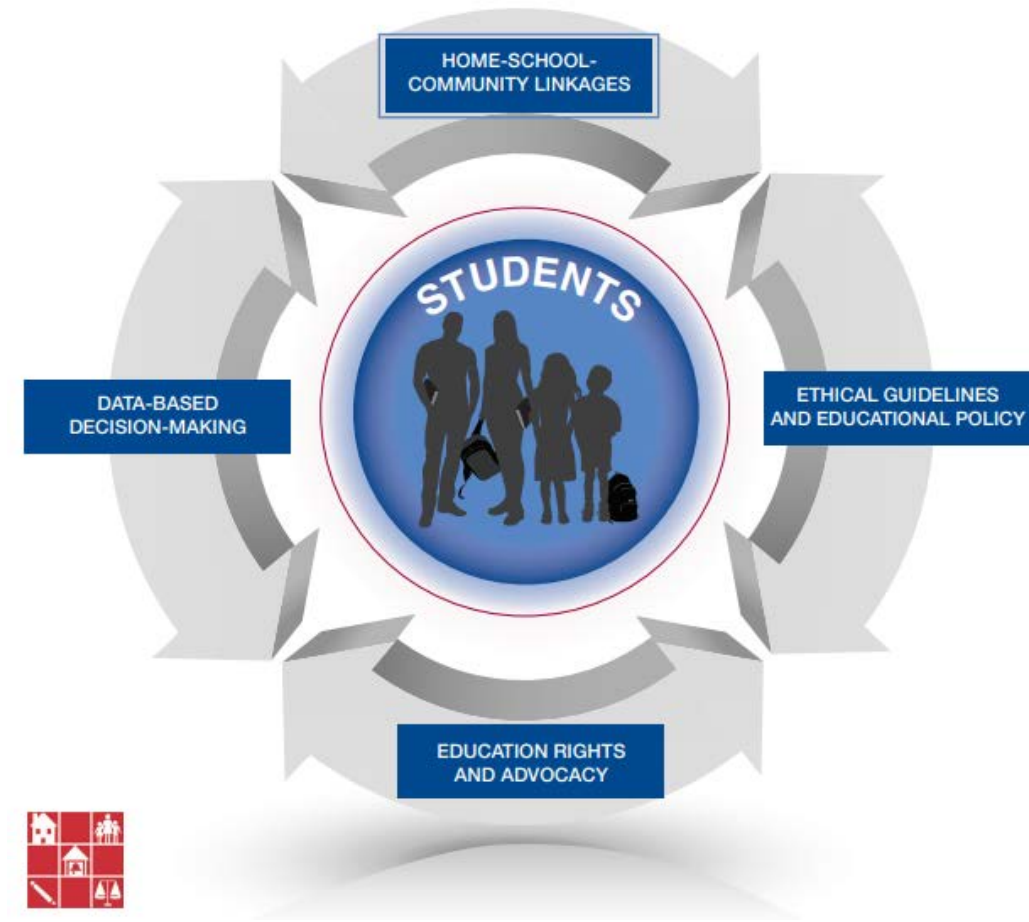 HOME-SCHOOL-
COMMUNITY LINKAGES
STUDENTS
DATA-BASED
DECISION-MAKING
ETHICAL GUIDELINES
AND EDUCATIONAL POLICY
EDUCATION RIGHTS
AND ADVOCACY